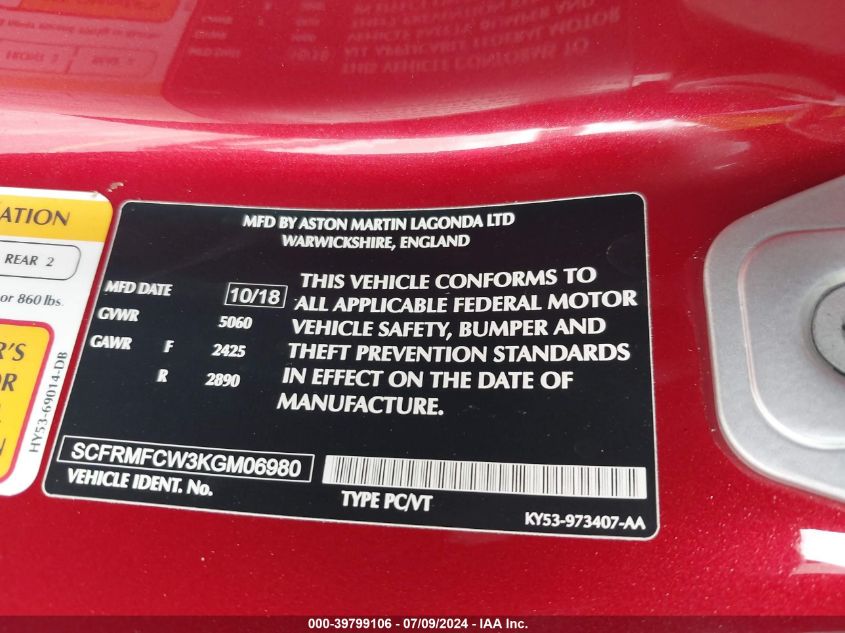 MFD BY ASTON MARTIN LAGONDA LTD
WARWICKSHIRE, ENGLAND
MFD DATE 10/18
GVWR 5060
GAWR F 2425
R 2890
THIS VEHICLE CONFORMS TO
ALL APPLICABLE FEDERAL MOTOR
VEHICLE SAFETY, BUMPER AND
THEFT PREVENTION STANDARDS
IN EFFECT ON THE DATE OF
MANUFACTURE.
SCFRMFCW3KGM06980
VEHICLE IDENT. No.
TYPE PC/VT
KY53-973407-AA
REAR 2
or 860 lbs.
HY53-69014-DB
000-39799106 - 07/09/2024 - IAA Inc.